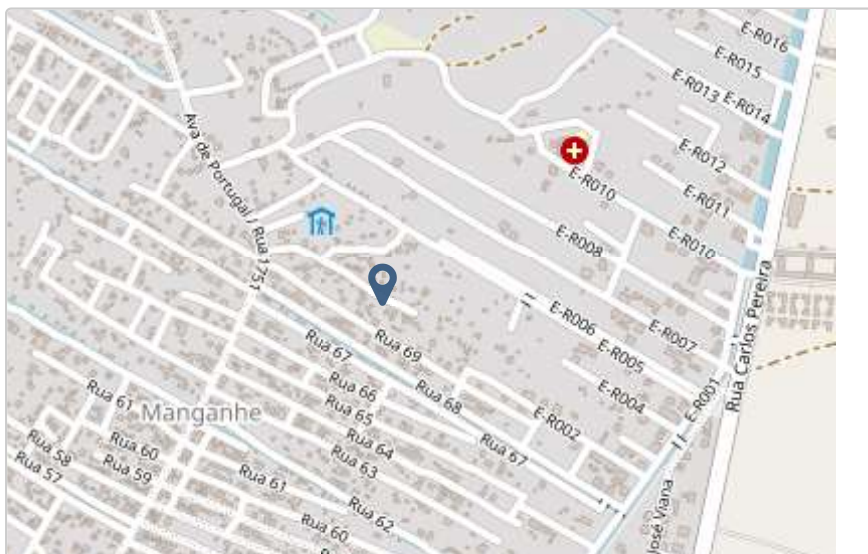 E-R016
E-R015
E-R013
E-R014
E-R012
Ava de Portugal / Rua 1751
E-R010
E-R011
E-R008
E-R010
Rua Carlos Pereira
E-R006
E-R007
E-R005
Rua 67
Rua 69
E-R004
E-R001
Rua 66
Rua 68
Rua 61
Manganhe
Rua 65
E-R002
Rua 64
Rua 67
Rua 58
Rua 60
Rua 63
Rua 57
Rua 59
Rua 61
José Viana
Rua 62
Rua 60